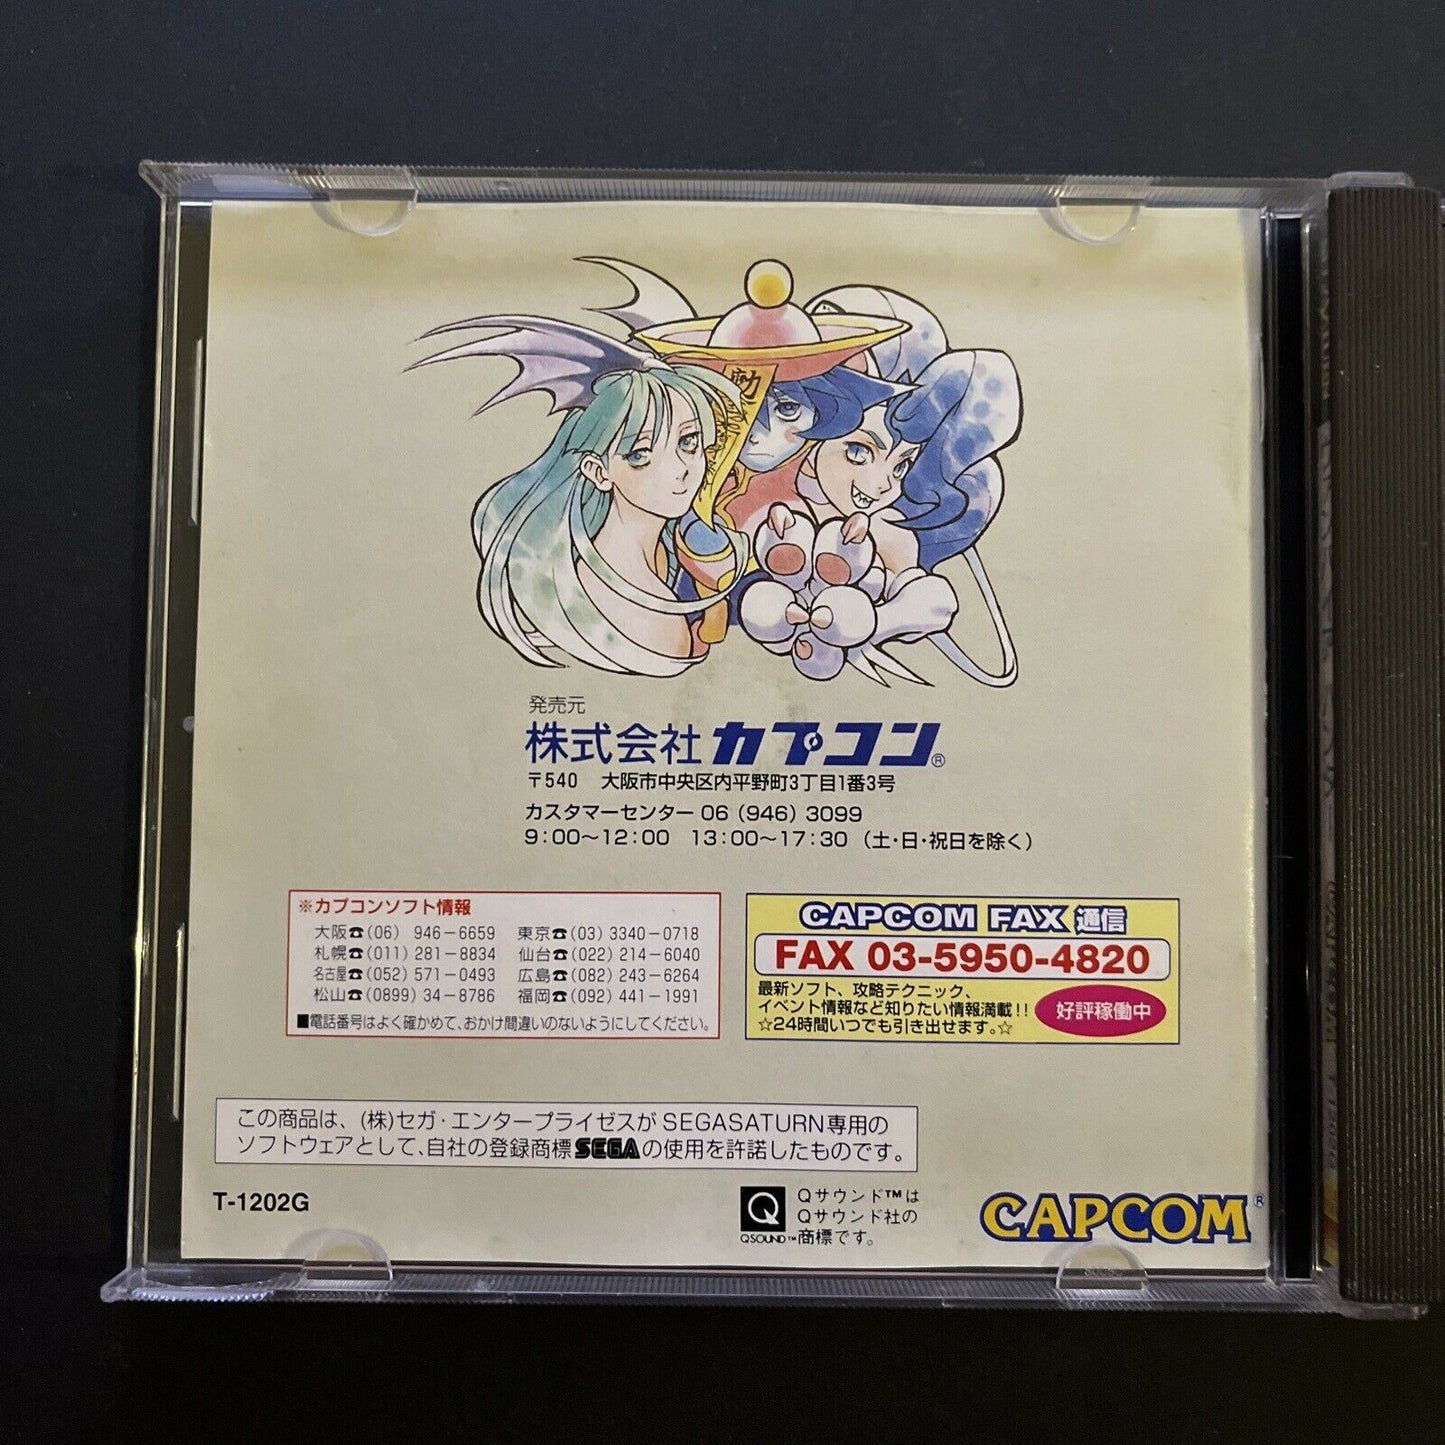 発売元
株式会社 カプコン®
〒540 大阪市中央区内平野町3丁目1番3号
カスタマーセンター 06 (946) 3099
9:00～12:00 13:00～17:30 (土・日・祝日を除く)
※カプコンソフト情報
大阪☎(06) 946-6659 東京☎(03) 3340-0718
札幌☎(011) 281-8834 仙台☎(022) 214-6040
名古屋☎(052) 571-0493 広島☎(082) 243-6264
松山☎(0899) 34-8786 福岡☎(092) 441-1991
■電話番号はよく確かめて、おかけ間違いのないようにしてください。
CAPCOM FAX 通信
FAX 03-5950-4820
最新ソフト、攻略テクニック、
イベント情報など知りたい情報満載!!
☆24時間いつでも引き出せます。☆
好評稼働中
この商品は、(株)セガ・エンタープライゼスがSEGASATURN専用の
ソフトウェアとして、自社の登録商標SEGAの使用を許諾したものです。
T-1202G
Q
QSOUND™
Qサウンド™は
Qサウンド社の
商標です。
CAPCOM®